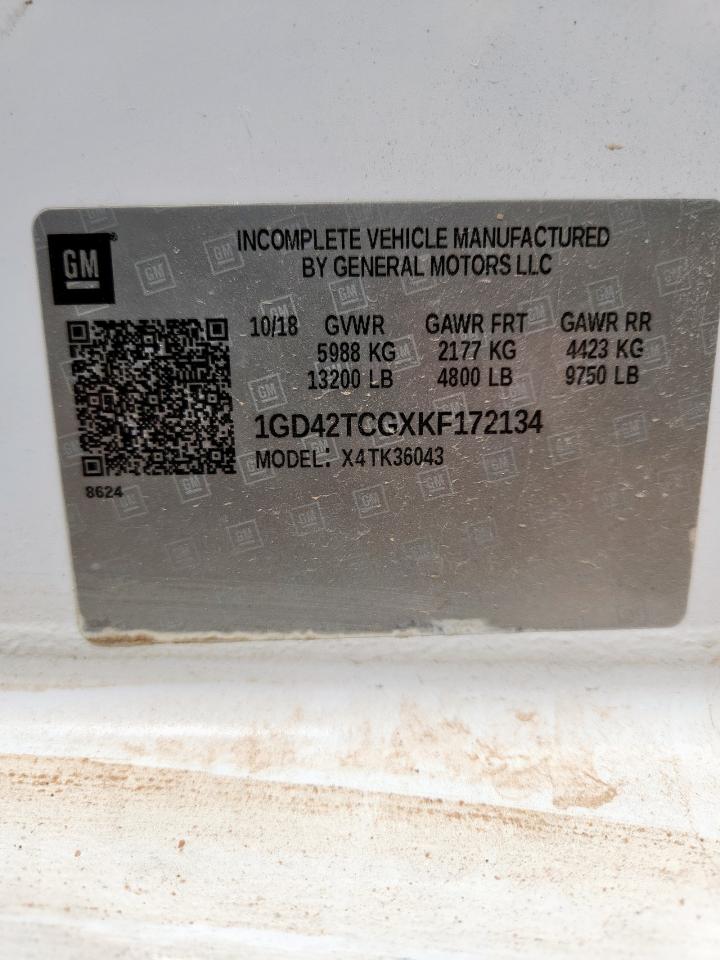 GM
INCOMPLETE VEHICLE MANUFACTURED
BY GENERAL MOTORS LLC
10/18 GVWR GAWR FRT GAWR RR
5988 KG 2177 KG 4423 KG
13200 LB 4800 LB 9750 LB
1GD42TCGXKF172134
MODEL: X4TK36043
8624